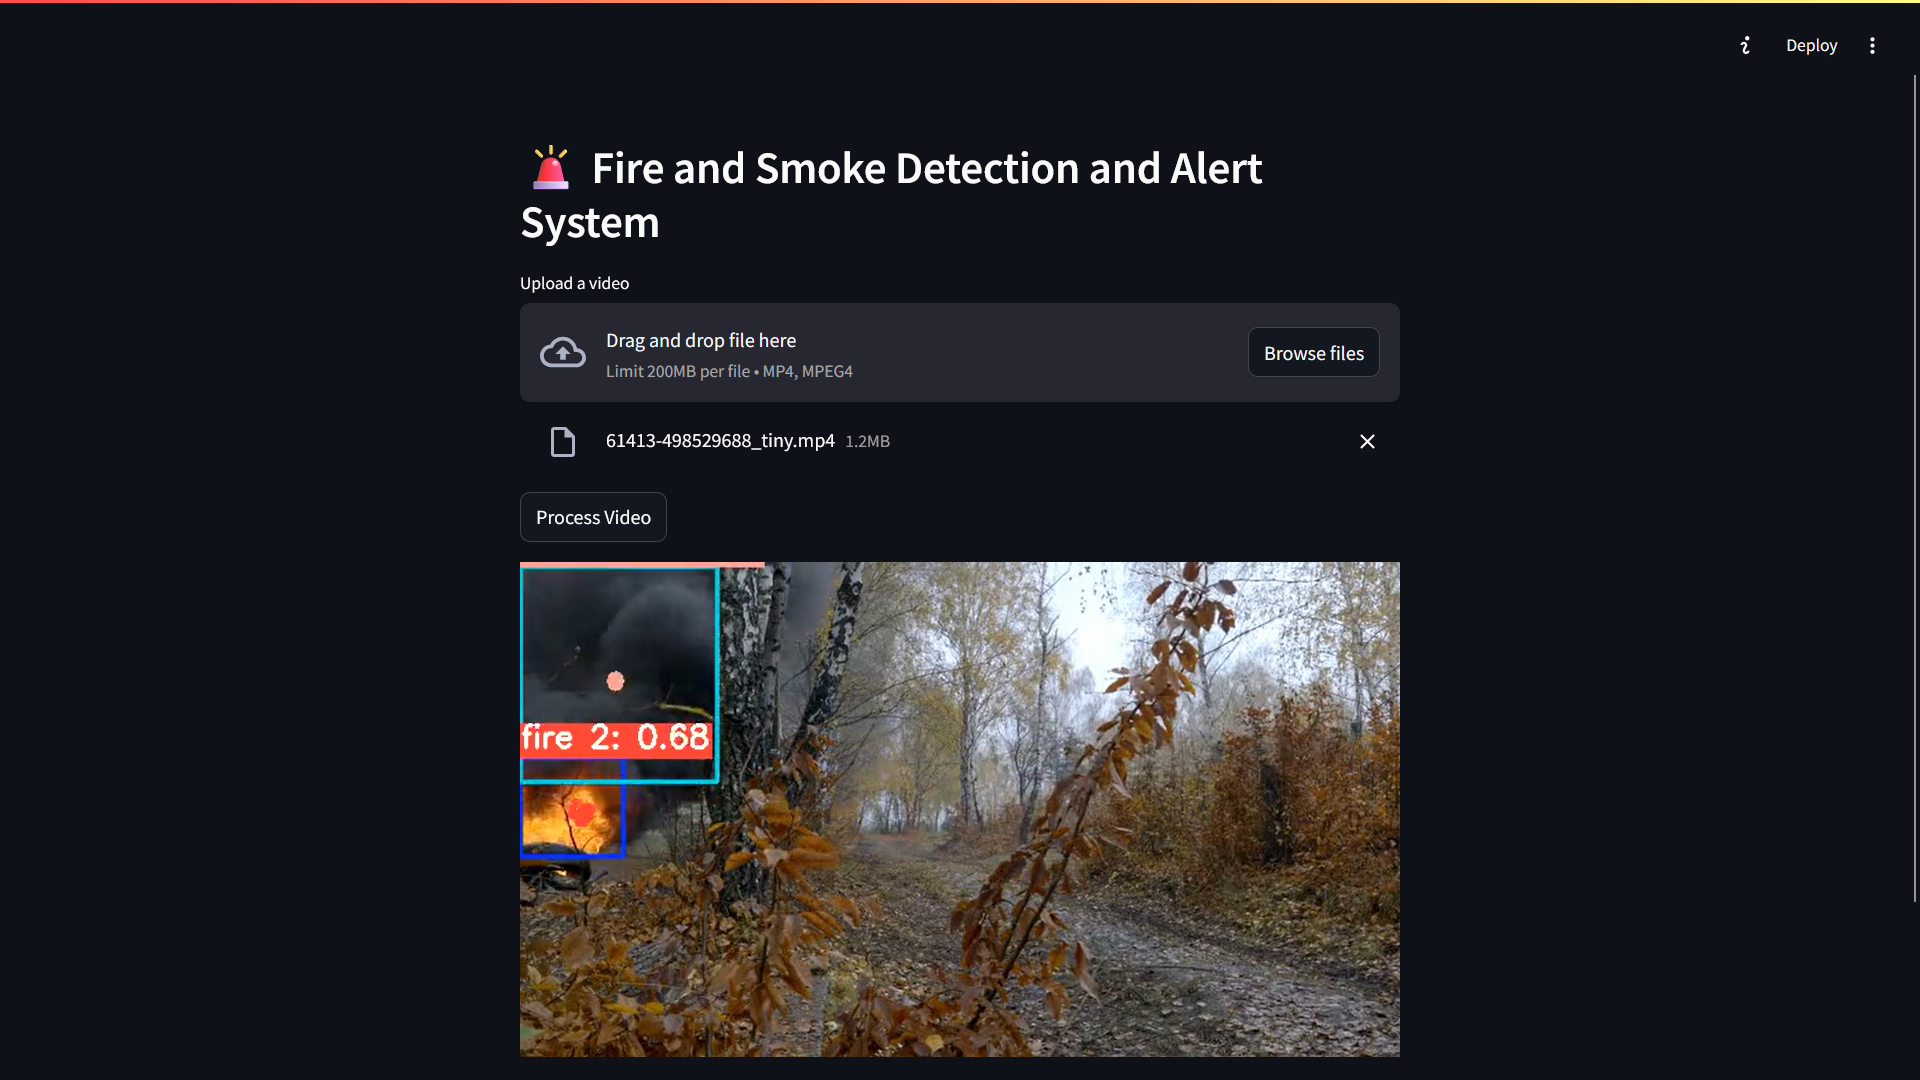 Deploy
Fire and Smoke Detection and Alert
System
Upload a video
Drag and drop file here
Limit 200MB per file • MP4, MPEG4
Browse files
61413-498529688_tiny.mp4 1.2MB
Process Video
fire 2: 0.68